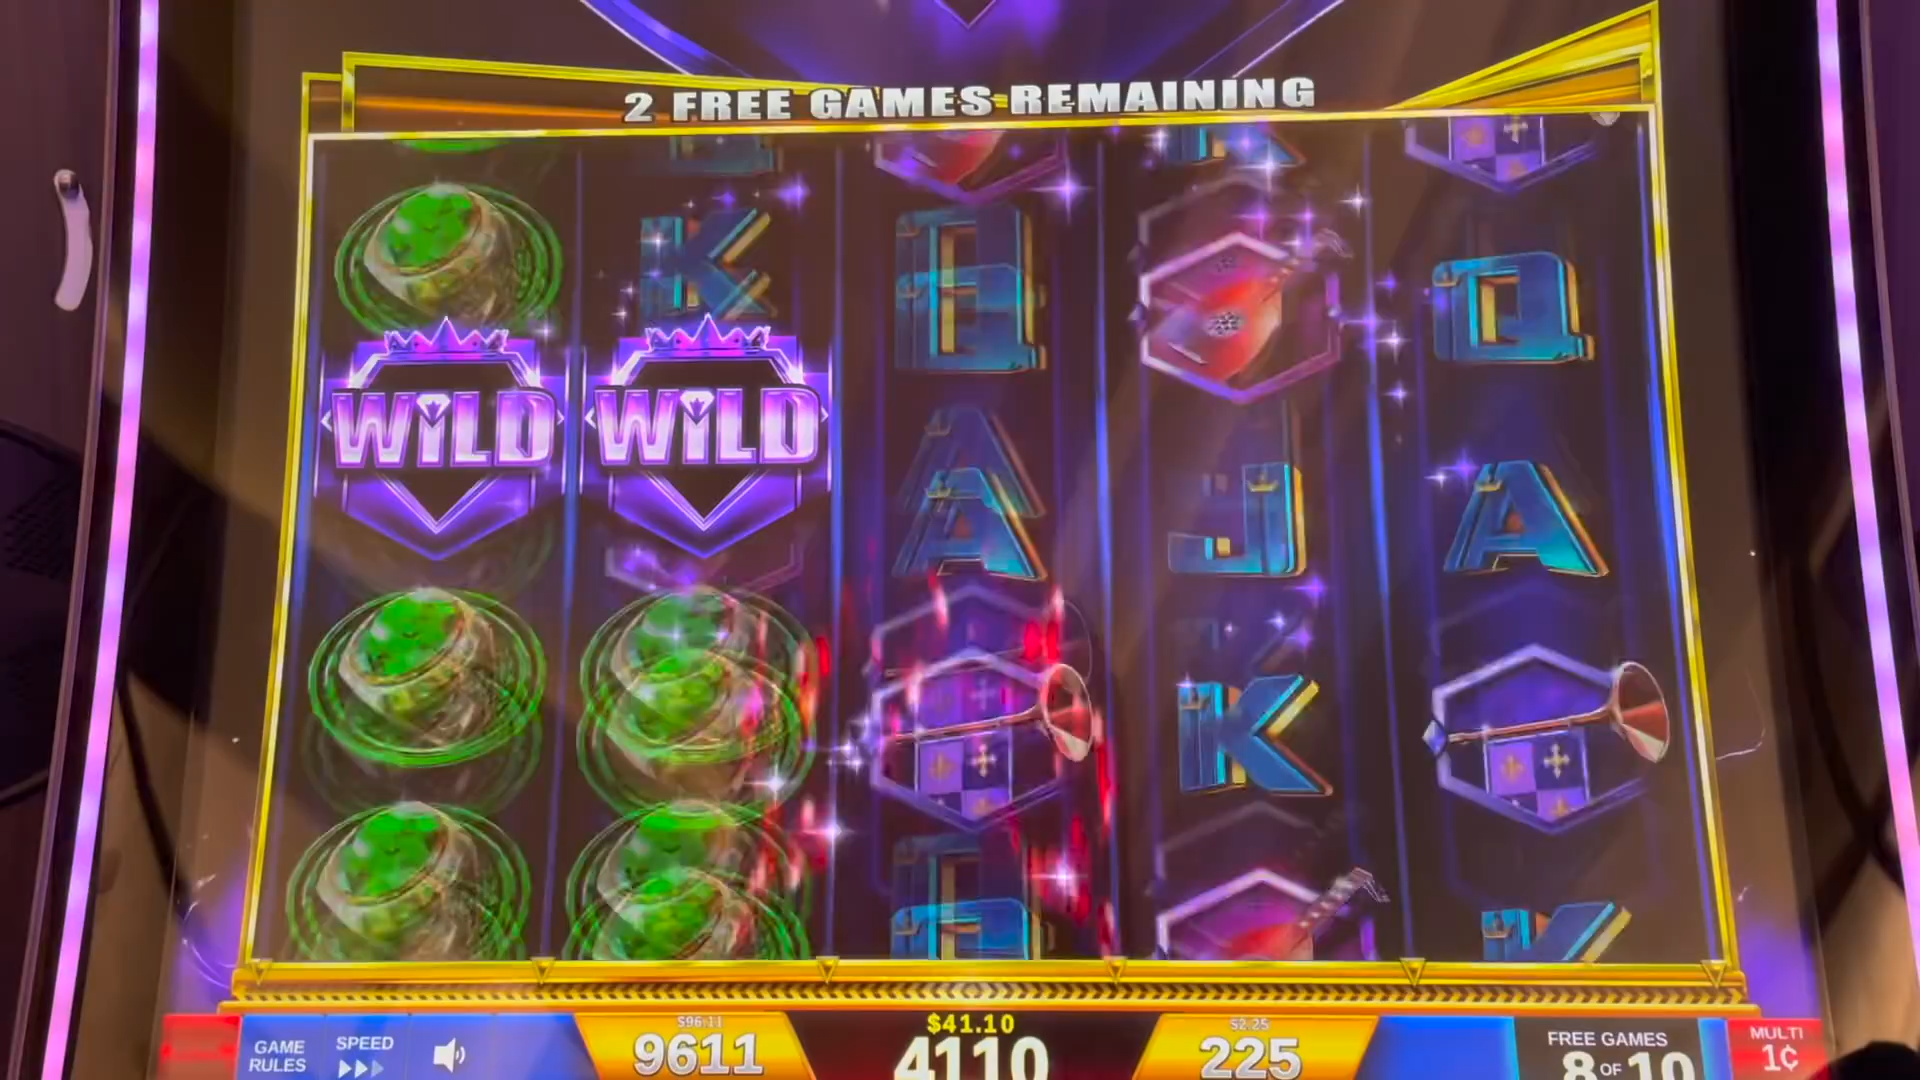 2 FREE GAMES REMAINING
K
Q
Q
WILD WILD
A
J
A
K
Q
K
GAME RULES
SPEED
$96.11
9611
$41.10
4110
$2.25
225
FREE GAMES
8 OF 10
MULTI
1¢